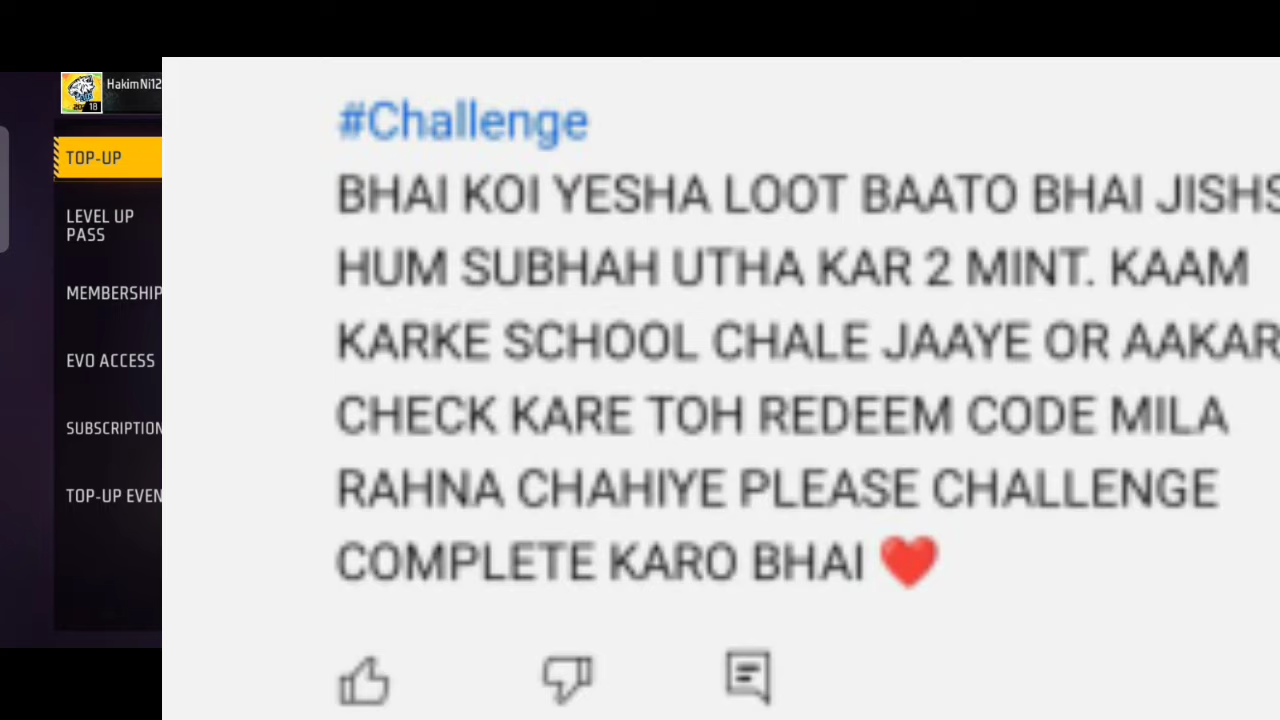 HakimNi12
18
TOP-UP
LEVEL UP
PASS
MEMBERSHIP
EVO ACCESS
SUBSCRIPTION
TOP-UP EVEN
#Challenge
BHAI KOI YESHA LOOT BAATO BHAI JISHS
HUM SUBHAH UTHA KAR 2 MINT. KAAM
KARKE SCHOOL CHALE JAAYE OR AAKAR
CHECK KARE TOH REDEEM CODE MILA
RAHNA CHAHIYE PLEASE CHALLENGE
COMPLETE KARO BHAI ❤️